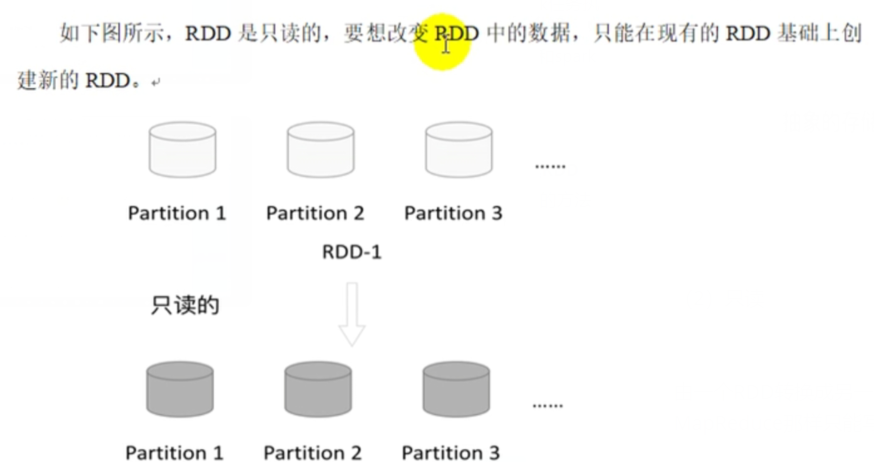 如下图所示，RDD 是只读的，要想改变 RDD 中的数据，只能在现有的 RDD 基础上创
建新的 RDD。
......
Partition 1 Partition 2 Partition 3
RDD-1
只读的
......
Partition 1 Partition 2 Partition 3